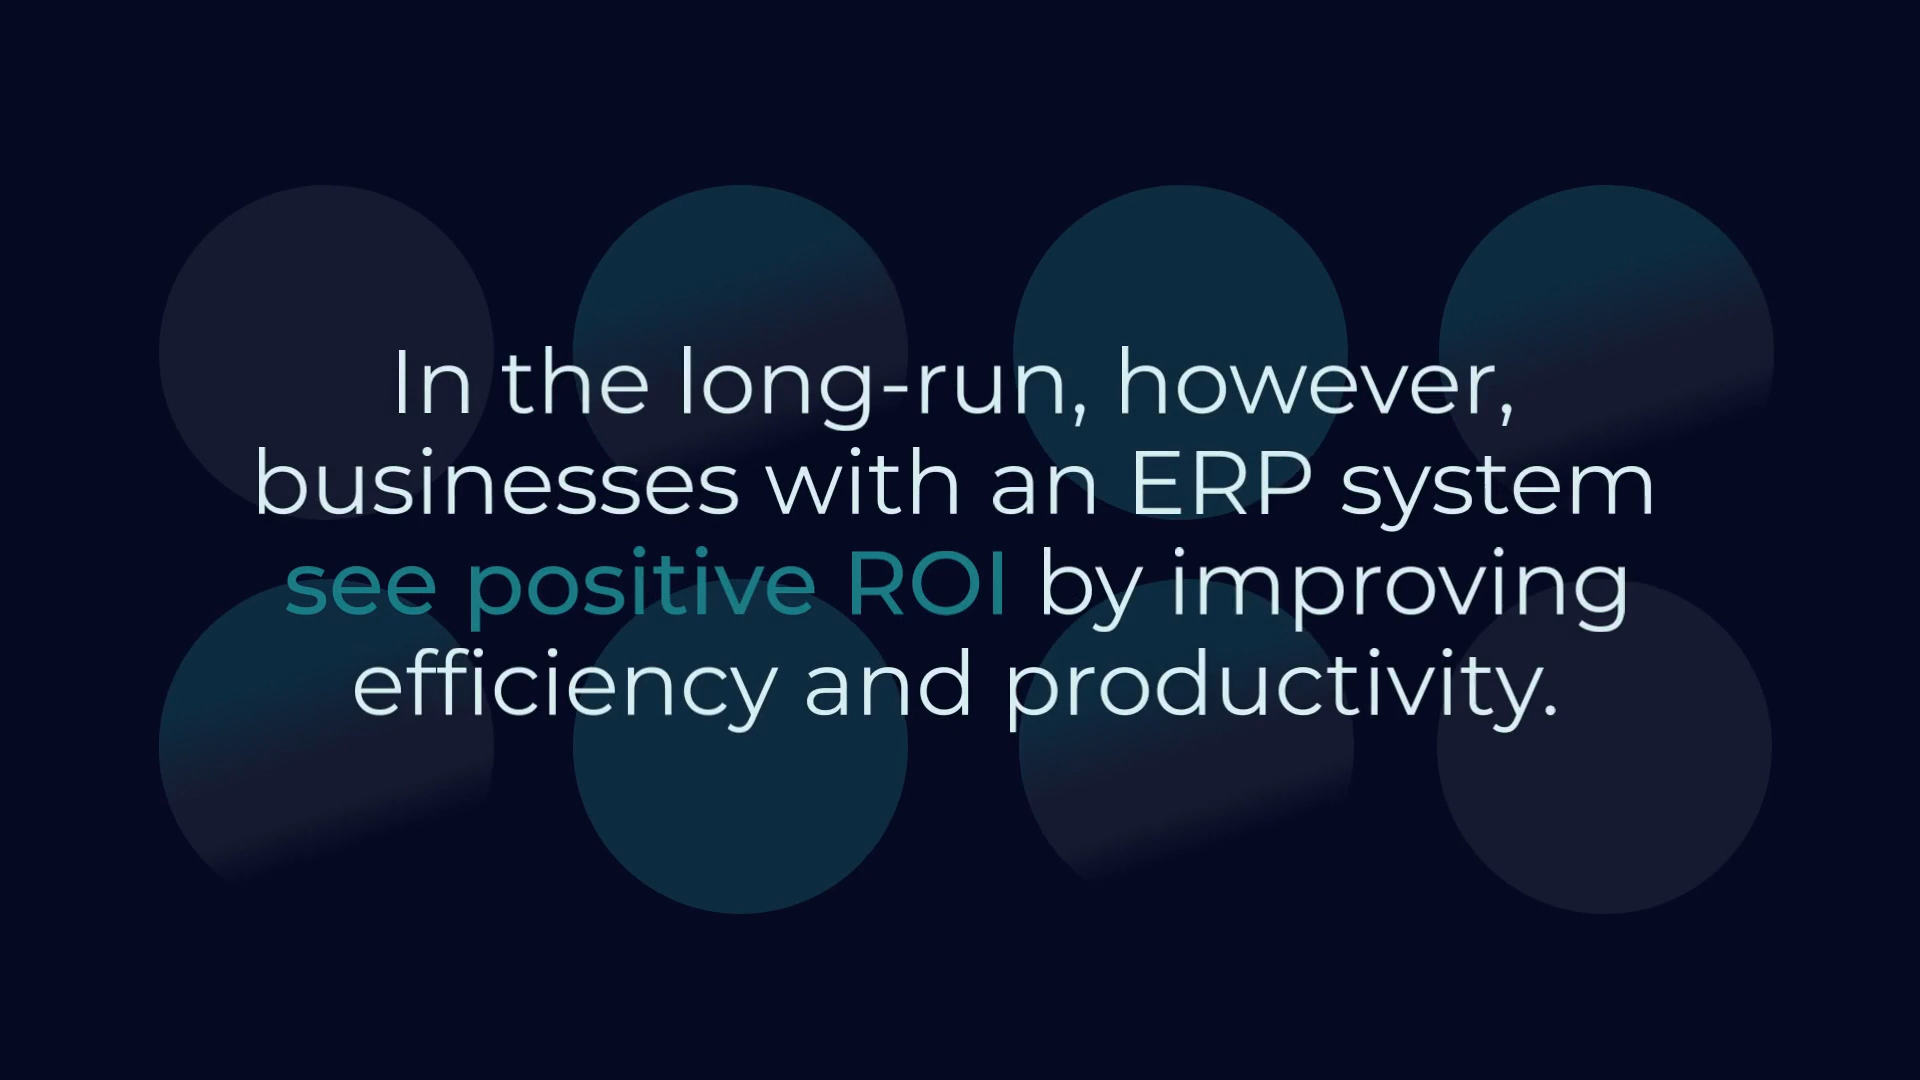 In the long-run, however,
businesses with an ERP system
see positive ROI by improving
efficiency and productivity.